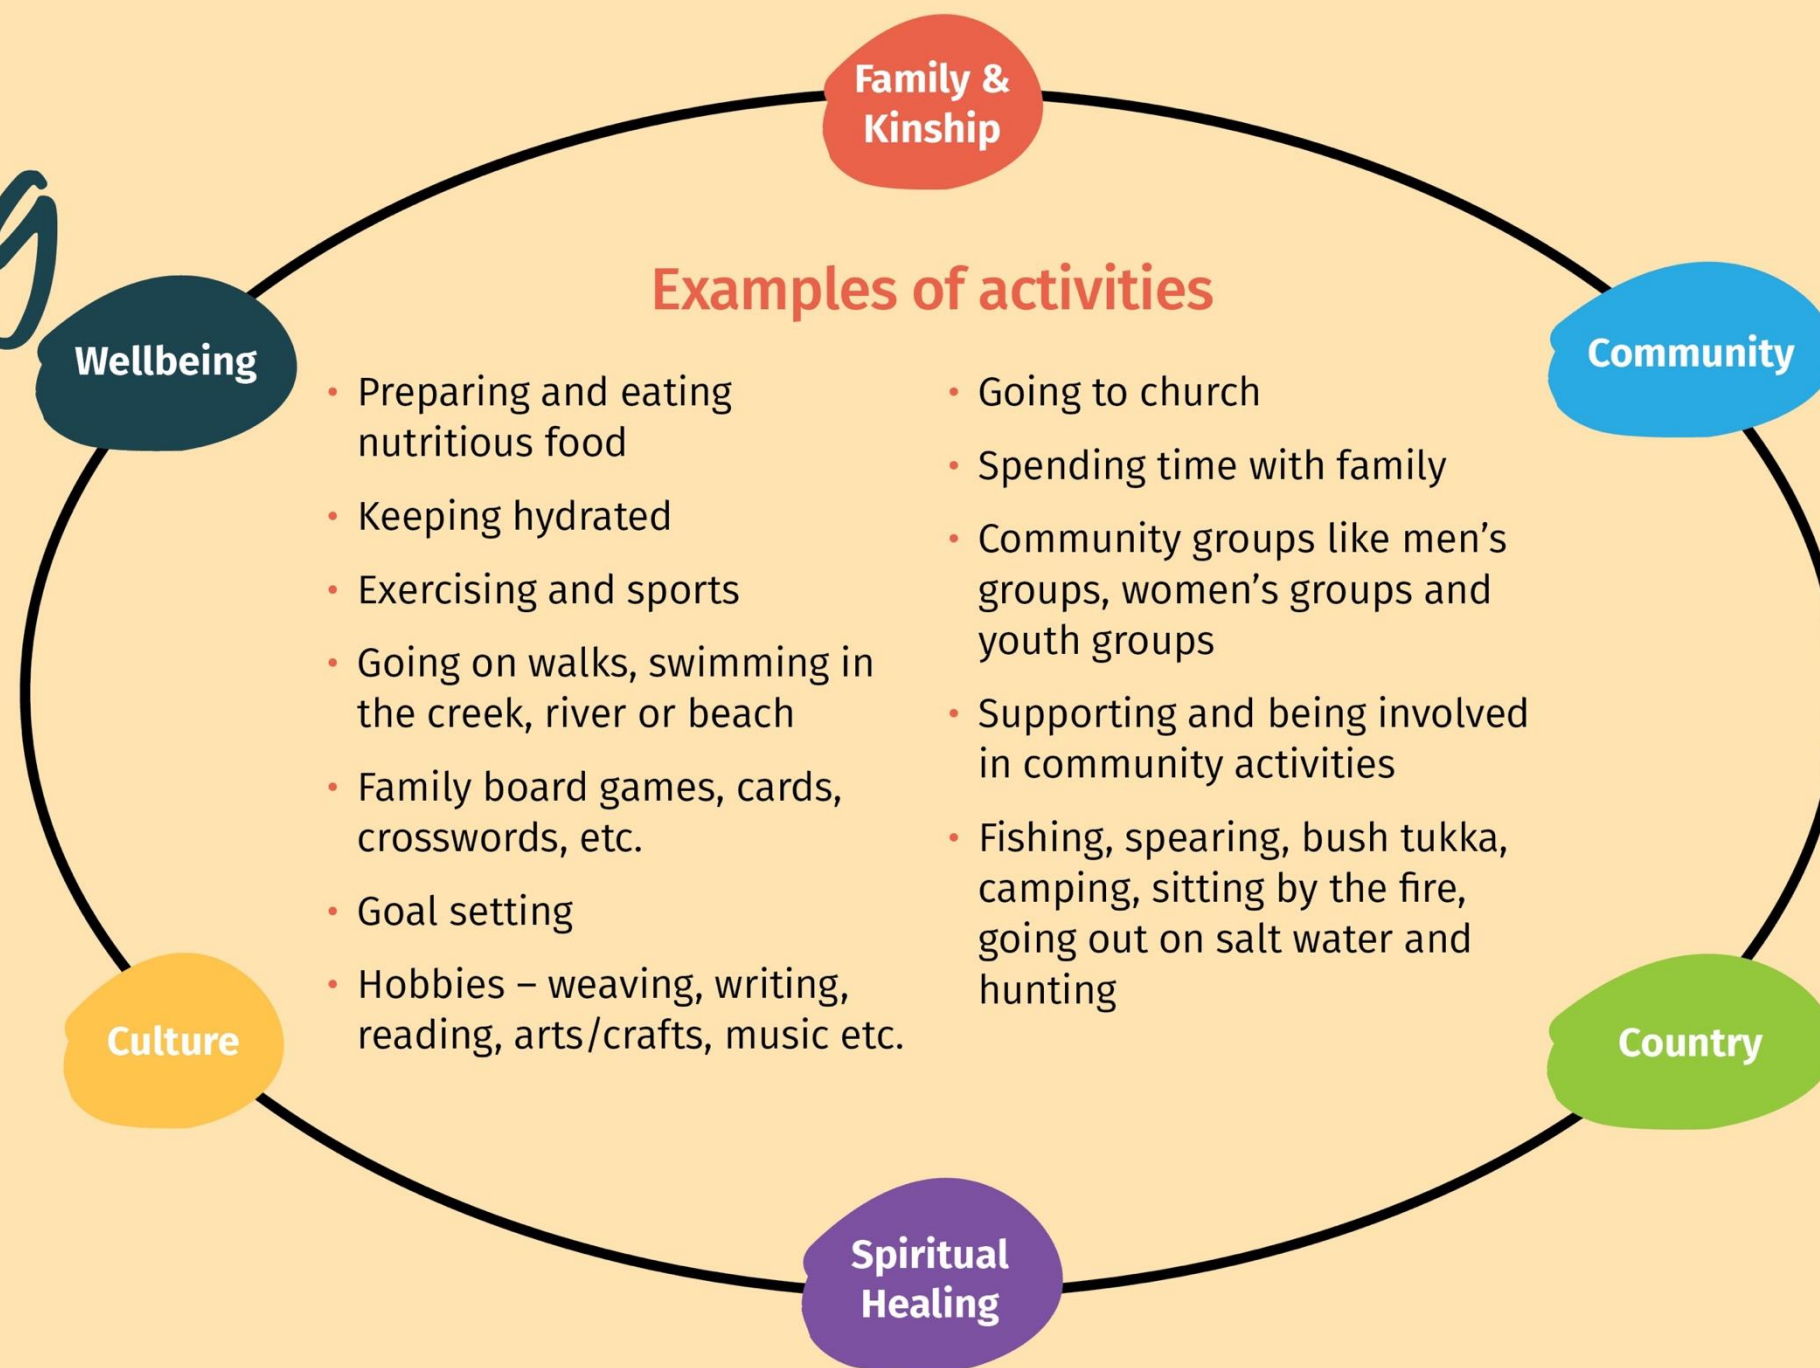 Family &
Kinship
Examples of activities
Wellbeing
Community
• Preparing and eating
nutritious food
• Keeping hydrated
• Exercising and sports
• Going on walks, swimming in
the creek, river or beach
• Family board games, cards,
crosswords, etc.
• Goal setting
• Hobbies – weaving, writing,
reading, arts/crafts, music etc.
• Going to church
• Spending time with family
• Community groups like men’s
groups, women’s groups and
youth groups
• Supporting and being involved
in community activities
• Fishing, spearing, bush tukka,
camping, sitting by the fire,
going out on salt water and
hunting
Culture
Country
Spiritual
Healing